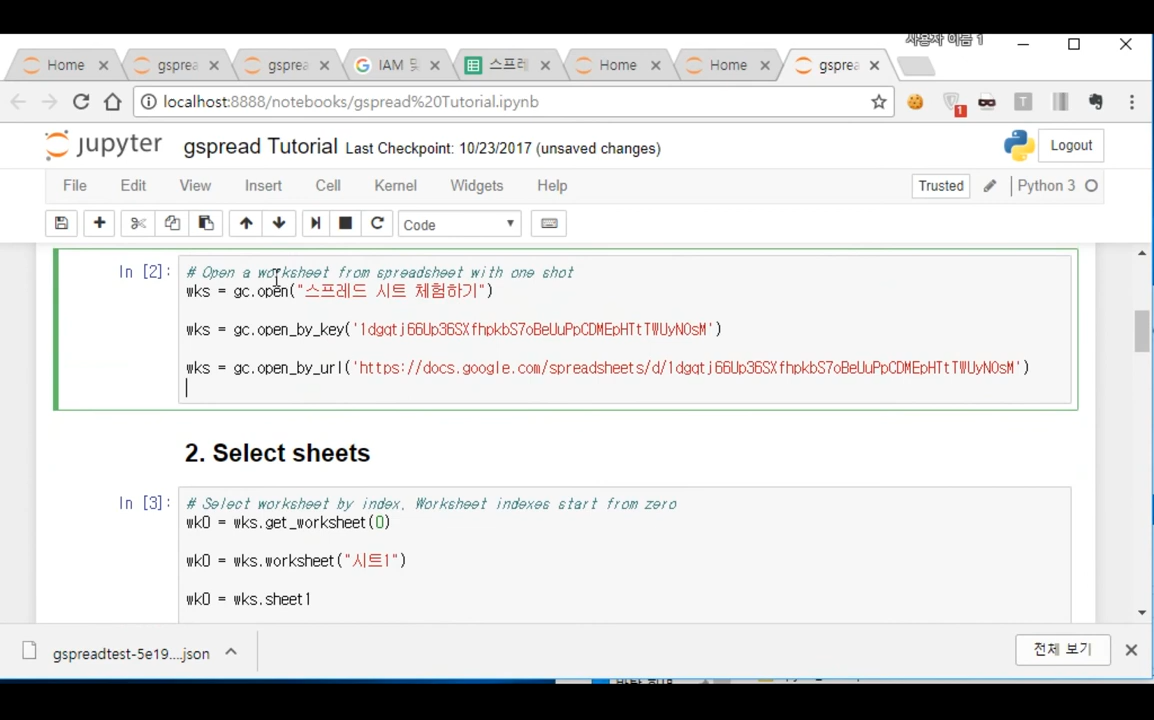 사용자 이름 1
Home
gsprea
gsprea
IAM 및
스프레
Home
Home
gsprea
localhost:8888/notebooks/gspread%20Tutorial.ipynb
1
T
jupyter gspread Tutorial Last Checkpoint: 10/23/2017 (unsaved changes)
Logout
File Edit View Insert Cell Kernel Widgets Help
Trusted
Python 3
Code
In [2]:
# Open a worksheet from spreadsheet with one shot
wks = gc.open("스프레드 시트 체험하기")
wks = gc.open_by_key('1dgqtj66Up36SXfhpkbS7oBeUuPpCDMEpHTtTWUyNOsM')
wks = gc.open_by_url('https://docs.google.com/spreadsheets/d/1dgqtj66Up36SXfhpkbS7oBeUuPpCDMEpHTtTWUyNOsM')
2. Select sheets
In [3]:
# Select worksheet by index. Worksheet indexes start from zero
wk0 = wks.get_worksheet(0)
wk0 = wks.worksheet("시트1")
wk0 = wks.sheet1
gspreadtest-5e19....json
전체 보기